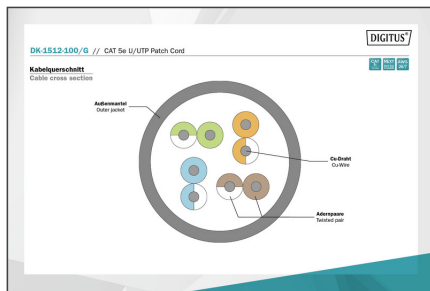 DIGITUS®
DK-1512-100/G // CAT 5e U/UTP Patch Cord
Kabelquerschnitt
Cable cross section
Außenmantel
Outer jacket
Cu-Draht
Cu-Wire
Adernpaare
Twisted pair